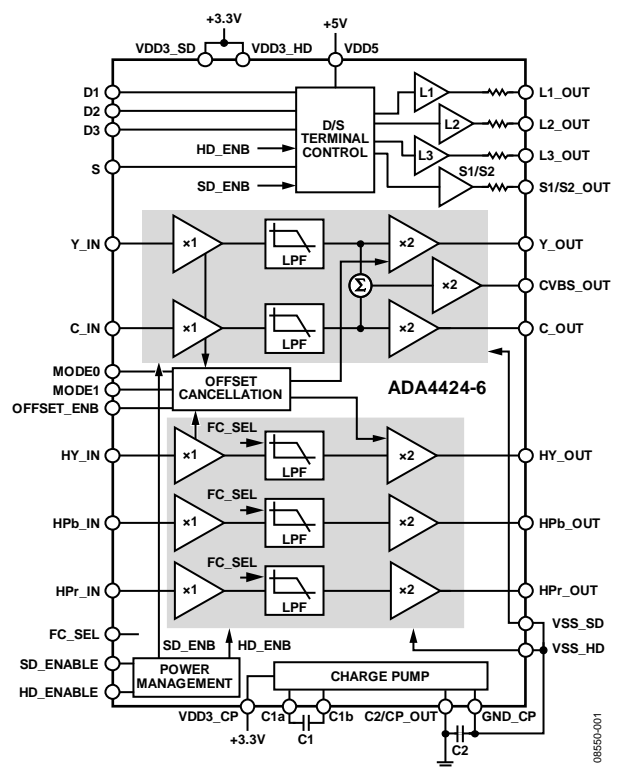 +3.3V
+5V
VDD3_SD
VDD3_HD
VDD5
D1
D2
D3
S
HD_ENB
SD_ENB
D/S
TERMINAL
CONTROL
L1
L2
L3
S1/S2
L1_OUT
L2_OUT
L3_OUT
S1/S2_OUT
Y_IN
×1
LPF
×2
Y_OUT
Σ
×2
CVBS_OUT
C_IN
×1
LPF
×2
C_OUT
MODE0
MODE1
OFFSET_ENB
OFFSET
CANCELLATION
ADA4424-6
HY_IN
×1
FC_SEL
LPF
×2
HY_OUT
HPb_IN
×1
FC_SEL
LPF
×2
HPb_OUT
HPr_IN
×1
FC_SEL
LPF
×2
HPr_OUT
VSS_SD
VSS_HD
FC_SEL
SD_ENB
HD_ENB
SD_ENABLE
HD_ENABLE
POWER
MANAGEMENT
CHARGE PUMP
VDD3_CP
C1a
C1b
C2/CP_OUT
GND_CP
+3.3V
C1
C2
08550-001